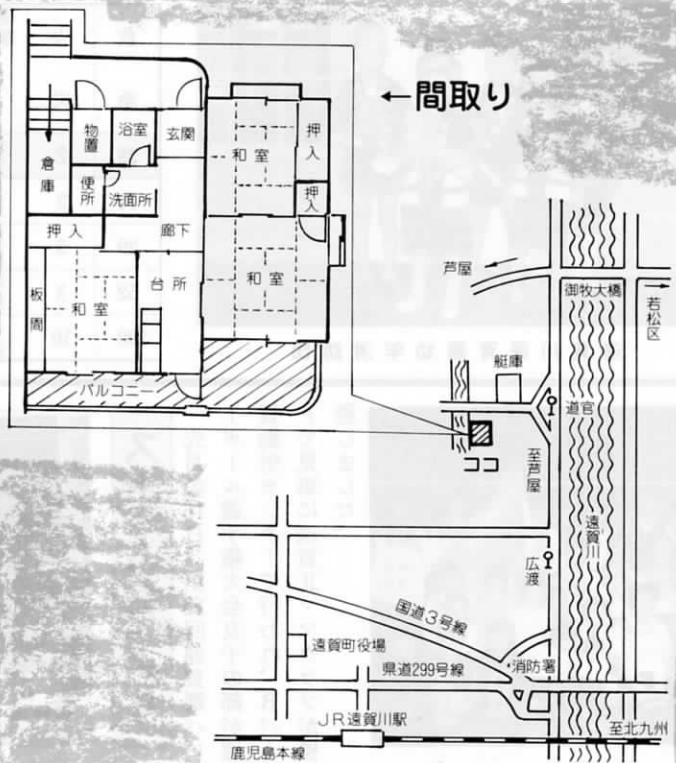 ←間取り
物置
浴室
玄関
和室
押入
倉庫
便所
洗面所
押入
押入
廊下
板間
和室
台所
和室
バルコニー
芦屋
御牧大橋
若松区
艇庫
道官
至芦屋
ココ
遠賀川
広渡
国道3号線
遠賀町役場
県道299号線
消防署
JR遠賀川駅
至北九州
鹿児島本線